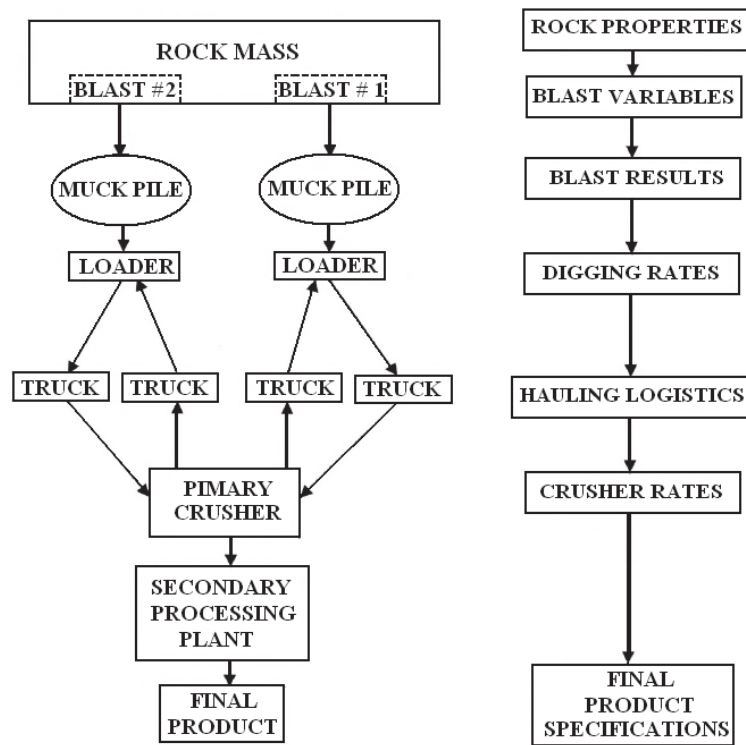 ROCK MASS
BLAST #2
BLAST # 1
MUCK PILE
MUCK PILE
LOADER
LOADER
TRUCK
TRUCK
TRUCK
TRUCK
PIMARY
CRUSHER
SECONDARY
PROCESSING
PLANT
FINAL
PRODUCT
ROCK PROPERTIES
BLAST VARIABLES
BLAST RESULTS
DIGGING RATES
HAULING LOGISTICS
CRUSHER RATES
FINAL
PRODUCT
SPECIFICATIONS